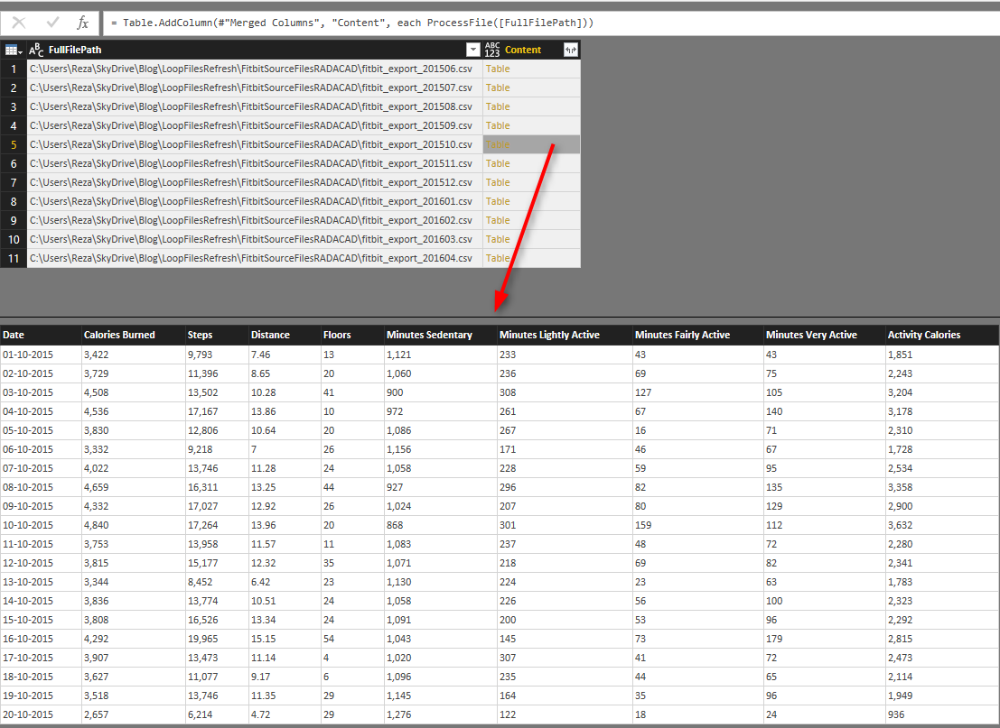 fx = Table.AddColumn(#"Merged Columns", "Content", each ProcessFile([FullFilePath]))
ABC FullFilePath ABC 123 Content
1 C:\Users\Reza\SkyDrive\Blog\LoopFilesRefresh\FitbitSourceFilesRADACAD\fitbit_export_201506.csv Table
2 C:\Users\Reza\SkyDrive\Blog\LoopFilesRefresh\FitbitSourceFilesRADACAD\fitbit_export_201507.csv Table
3 C:\Users\Reza\SkyDrive\Blog\LoopFilesRefresh\FitbitSourceFilesRADACAD\fitbit_export_201508.csv Table
4 C:\Users\Reza\SkyDrive\Blog\LoopFilesRefresh\FitbitSourceFilesRADACAD\fitbit_export_201509.csv Table
5 C:\Users\Reza\SkyDrive\Blog\LoopFilesRefresh\FitbitSourceFilesRADACAD\fitbit_export_201510.csv Table
6 C:\Users\Reza\SkyDrive\Blog\LoopFilesRefresh\FitbitSourceFilesRADACAD\fitbit_export_201511.csv Table
7 C:\Users\Reza\SkyDrive\Blog\LoopFilesRefresh\FitbitSourceFilesRADACAD\fitbit_export_201512.csv Table
8 C:\Users\Reza\SkyDrive\Blog\LoopFilesRefresh\FitbitSourceFilesRADACAD\fitbit_export_201601.csv Table
9 C:\Users\Reza\SkyDrive\Blog\LoopFilesRefresh\FitbitSourceFilesRADACAD\fitbit_export_201602.csv Table
10 C:\Users\Reza\SkyDrive\Blog\LoopFilesRefresh\FitbitSourceFilesRADACAD\fitbit_export_201603.csv Table
11 C:\Users\Reza\SkyDrive\Blog\LoopFilesRefresh\FitbitSourceFilesRADACAD\fitbit_export_201604.csv Table
Date Calories Burned Steps Distance Floors Minutes Sedentary Minutes Lightly Active Minutes Fairly Active Minutes Very Active Activity Calories
01-10-2015 3,422 9,793 7.46 13 1,121 233 43 43 1,851
02-10-2015 3,729 11,396 8.65 20 1,060 236 69 75 2,243
03-10-2015 4,508 13,502 10.28 41 900 308 127 105 3,204
04-10-2015 4,536 17,167 13.86 10 972 261 67 140 3,178
05-10-2015 3,830 12,806 10.64 20 1,086 267 16 71 2,310
06-10-2015 3,332 9,218 7 26 1,156 171 46 67 1,728
07-10-2015 4,022 13,746 11.28 24 1,058 228 59 95 2,534
08-10-2015 4,659 16,311 13.25 44 927 296 82 135 3,358
09-10-2015 4,332 17,027 12.92 26 1,024 207 80 129 2,900
10-10-2015 4,840 17,264 13.96 20 868 301 159 112 3,632
11-10-2015 3,753 13,958 11.57 11 1,083 237 48 72 2,280
12-10-2015 3,815 15,177 12.32 35 1,071 218 69 82 2,341
13-10-2015 3,344 8,452 6.42 23 1,130 224 23 63 1,783
14-10-2015 3,836 13,774 10.51 24 1,058 226 56 100 2,323
15-10-2015 3,808 16,526 13.34 24 1,091 200 53 96 2,292
16-10-2015 4,292 19,965 15.15 54 1,043 145 73 179 2,815
17-10-2015 3,907 13,473 11.14 4 1,020 307 41 72 2,473
18-10-2015 3,627 11,077 9.17 6 1,096 235 44 65 2,114
19-10-2015 3,518 13,746 11.35 29 1,145 164 35 96 1,949
20-10-2015 2,657 6,214 4.72 29 1,276 122 18 24 936